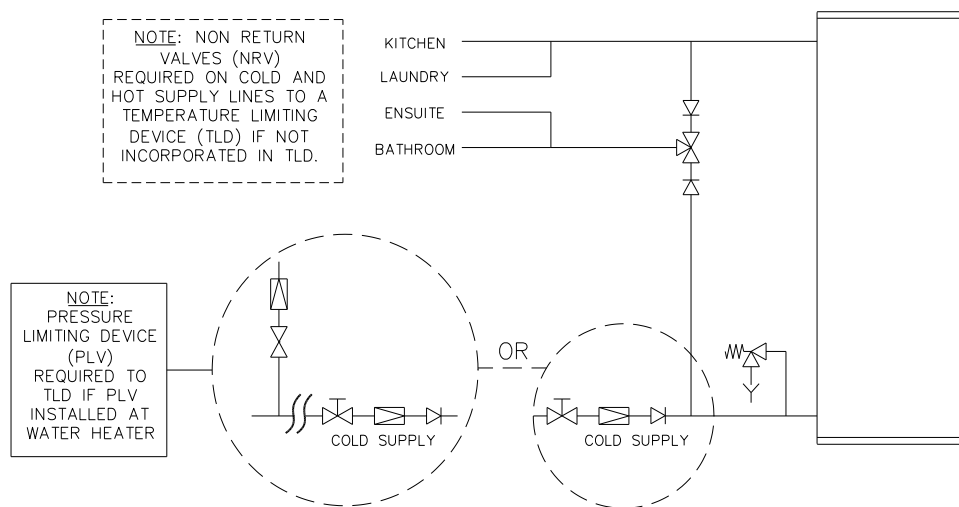 NOTE: NON RETURN
VALVES (NRV)
REQUIRED ON COLD AND
HOT SUPPLY LINES TO A
TEMPERATURE LIMITING
DEVICE (TLD) IF NOT
INCORPORATED IN TLD.
KITCHEN
LAUNDRY
ENSUITE
BATHROOM
NOTE:
PRESSURE
LIMITING DEVICE
(PLV)
REQUIRED TO
TLD IF PLV
INSTALLED AT
WATER HEATER
OR
COLD SUPPLY
COLD SUPPLY